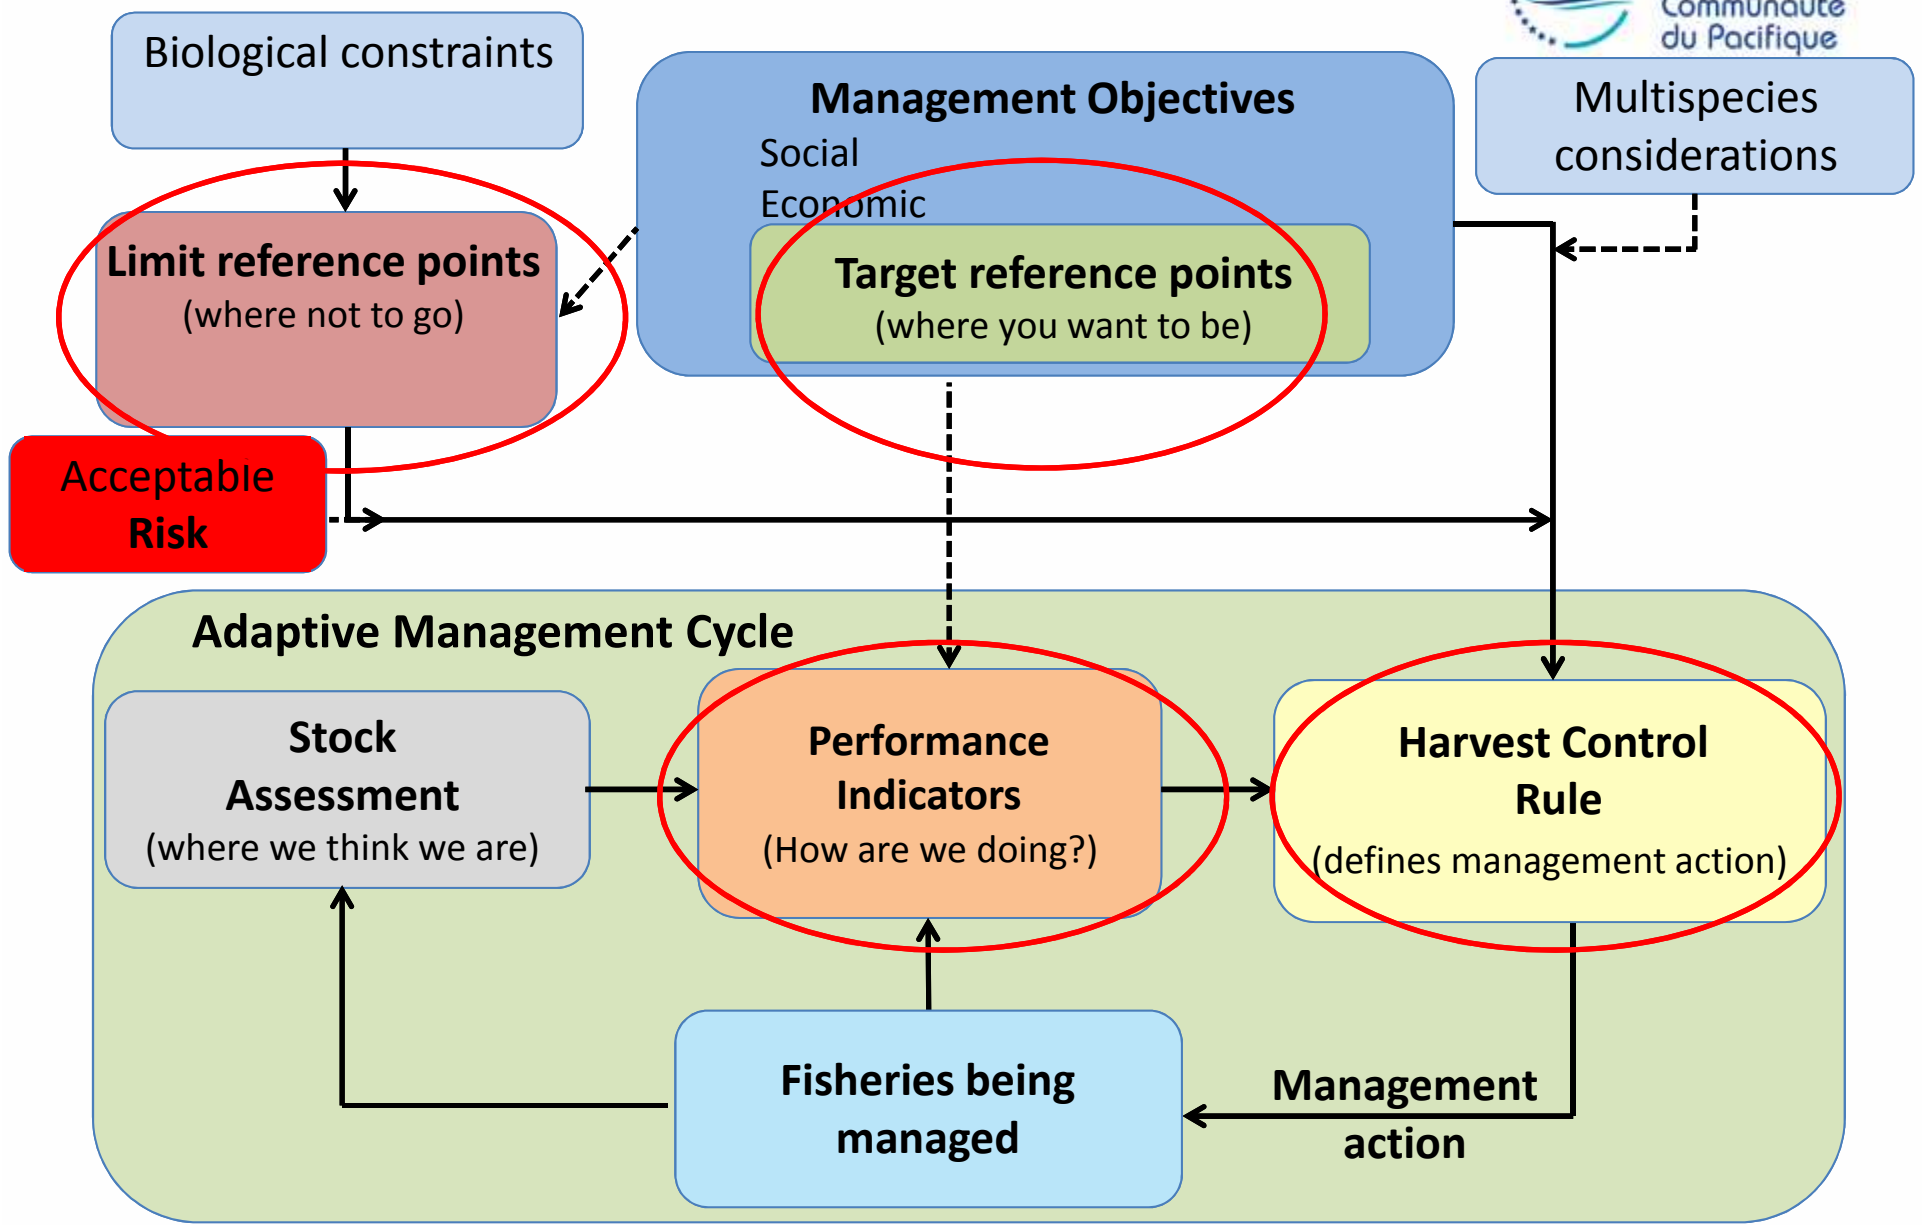 Communauté
du Pacifique
Biological constraints
Management Objectives
Social
Economic
Multispecies
considerations
Limit reference points
(where not to go)
Target reference points
(where you want to be)
Acceptable
Risk
Adaptive Management Cycle
Stock
Assessment
(where we think we are)
Performance
Indicators
(How are we doing?)
Harvest Control
Rule
(defines management action)
Fisheries being
managed
Management
action